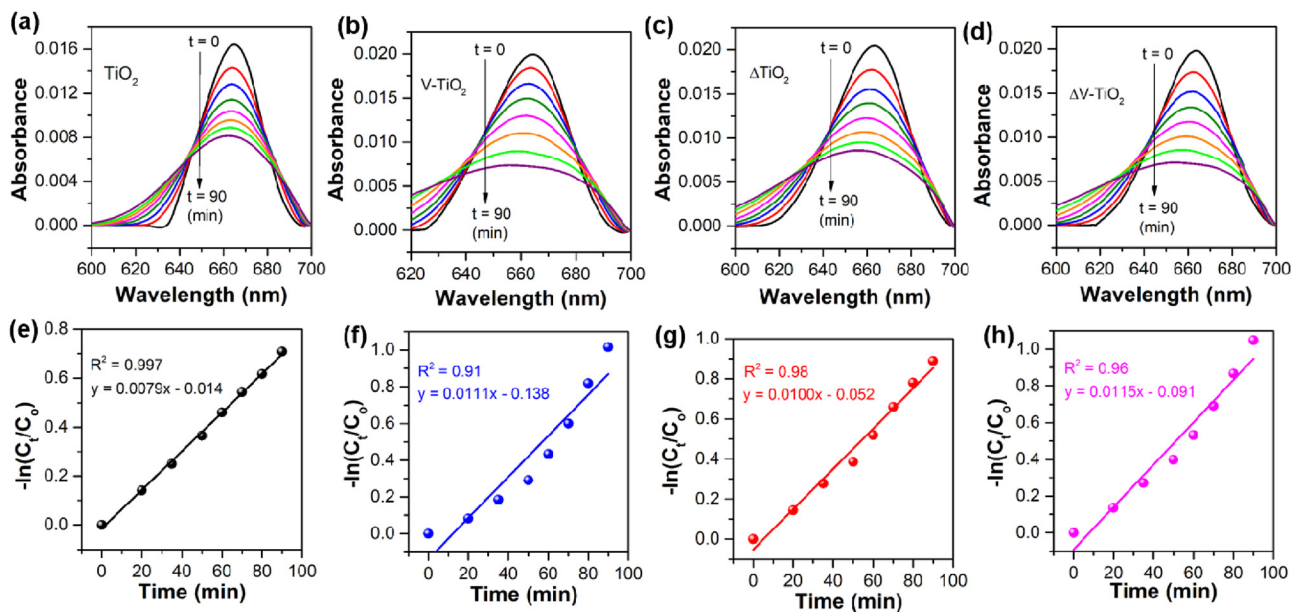 (a)
0.016
0.012
0.008
0.004
0.000
Absorbance
TiO2
t = 0
t = 90
(min)
600 620 640 660 680 700
Wavelength (nm)
(b)
0.020
0.015
0.010
0.005
0.000
Absorbance
V-TiO2
t = 0
t = 90
(min)
620 640 660 680 700
Wavelength (nm)
(c)
0.020
0.015
0.010
0.005
0.000
Absorbance
ΔTiO2
t = 0
t = 90
(min)
600 620 640 660 680 700
Wavelength (nm)
(d)
0.020
0.015
0.010
0.005
0.000
Absorbance
ΔV-TiO2
t = 0
t = 90
(min)
600 620 640 660 680 700
Wavelength (nm)
(e)
0.8
0.6
0.4
0.2
0.0
-ln(Ct/Co)
R2 = 0.997
y = 0.0079x - 0.014
0 20 40 60 80 100
Time (min)
(f)
1.0
0.8
0.6
0.4
0.2
0.0
-ln(Ct/Co)
R2 = 0.91
y = 0.0111x - 0.138
0 20 40 60 80 100
Time (min)
(g)
1.0
0.8
0.6
0.4
0.2
0.0
-ln(Ct/Co)
R2 = 0.98
y = 0.0100x - 0.052
0 20 40 60 80 100
Time (min)
(h)
1.0
0.8
0.6
0.4
0.2
0.0
-ln(Ct/Co)
R2 = 0.96
y = 0.0115x - 0.091
0 20 40 60 80 100
Time (min)